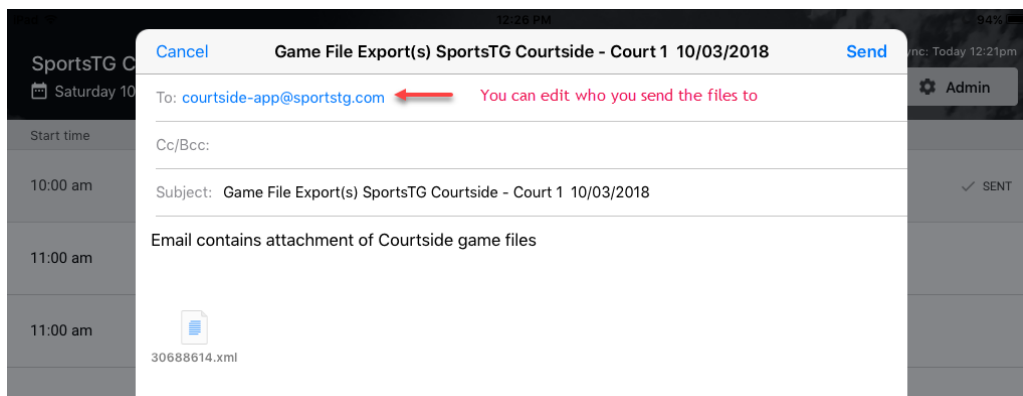 iPad 12:26 PM 94%
Cancel Game File Export(s) SportsTG Courtside - Court 1 10/03/2018 Send
ync: Today 12:21pm
SportsTG C
Saturday 10
Admin
To: courtside-app@sportstg.com You can edit who you send the files to
Start time
Cc/Bcc:
10:00 am
Subject: Game File Export(s) SportsTG Courtside - Court 1 10/03/2018
SENT
Email contains attachment of Courtside game files
11:00 am
11:00 am
30688614.xml